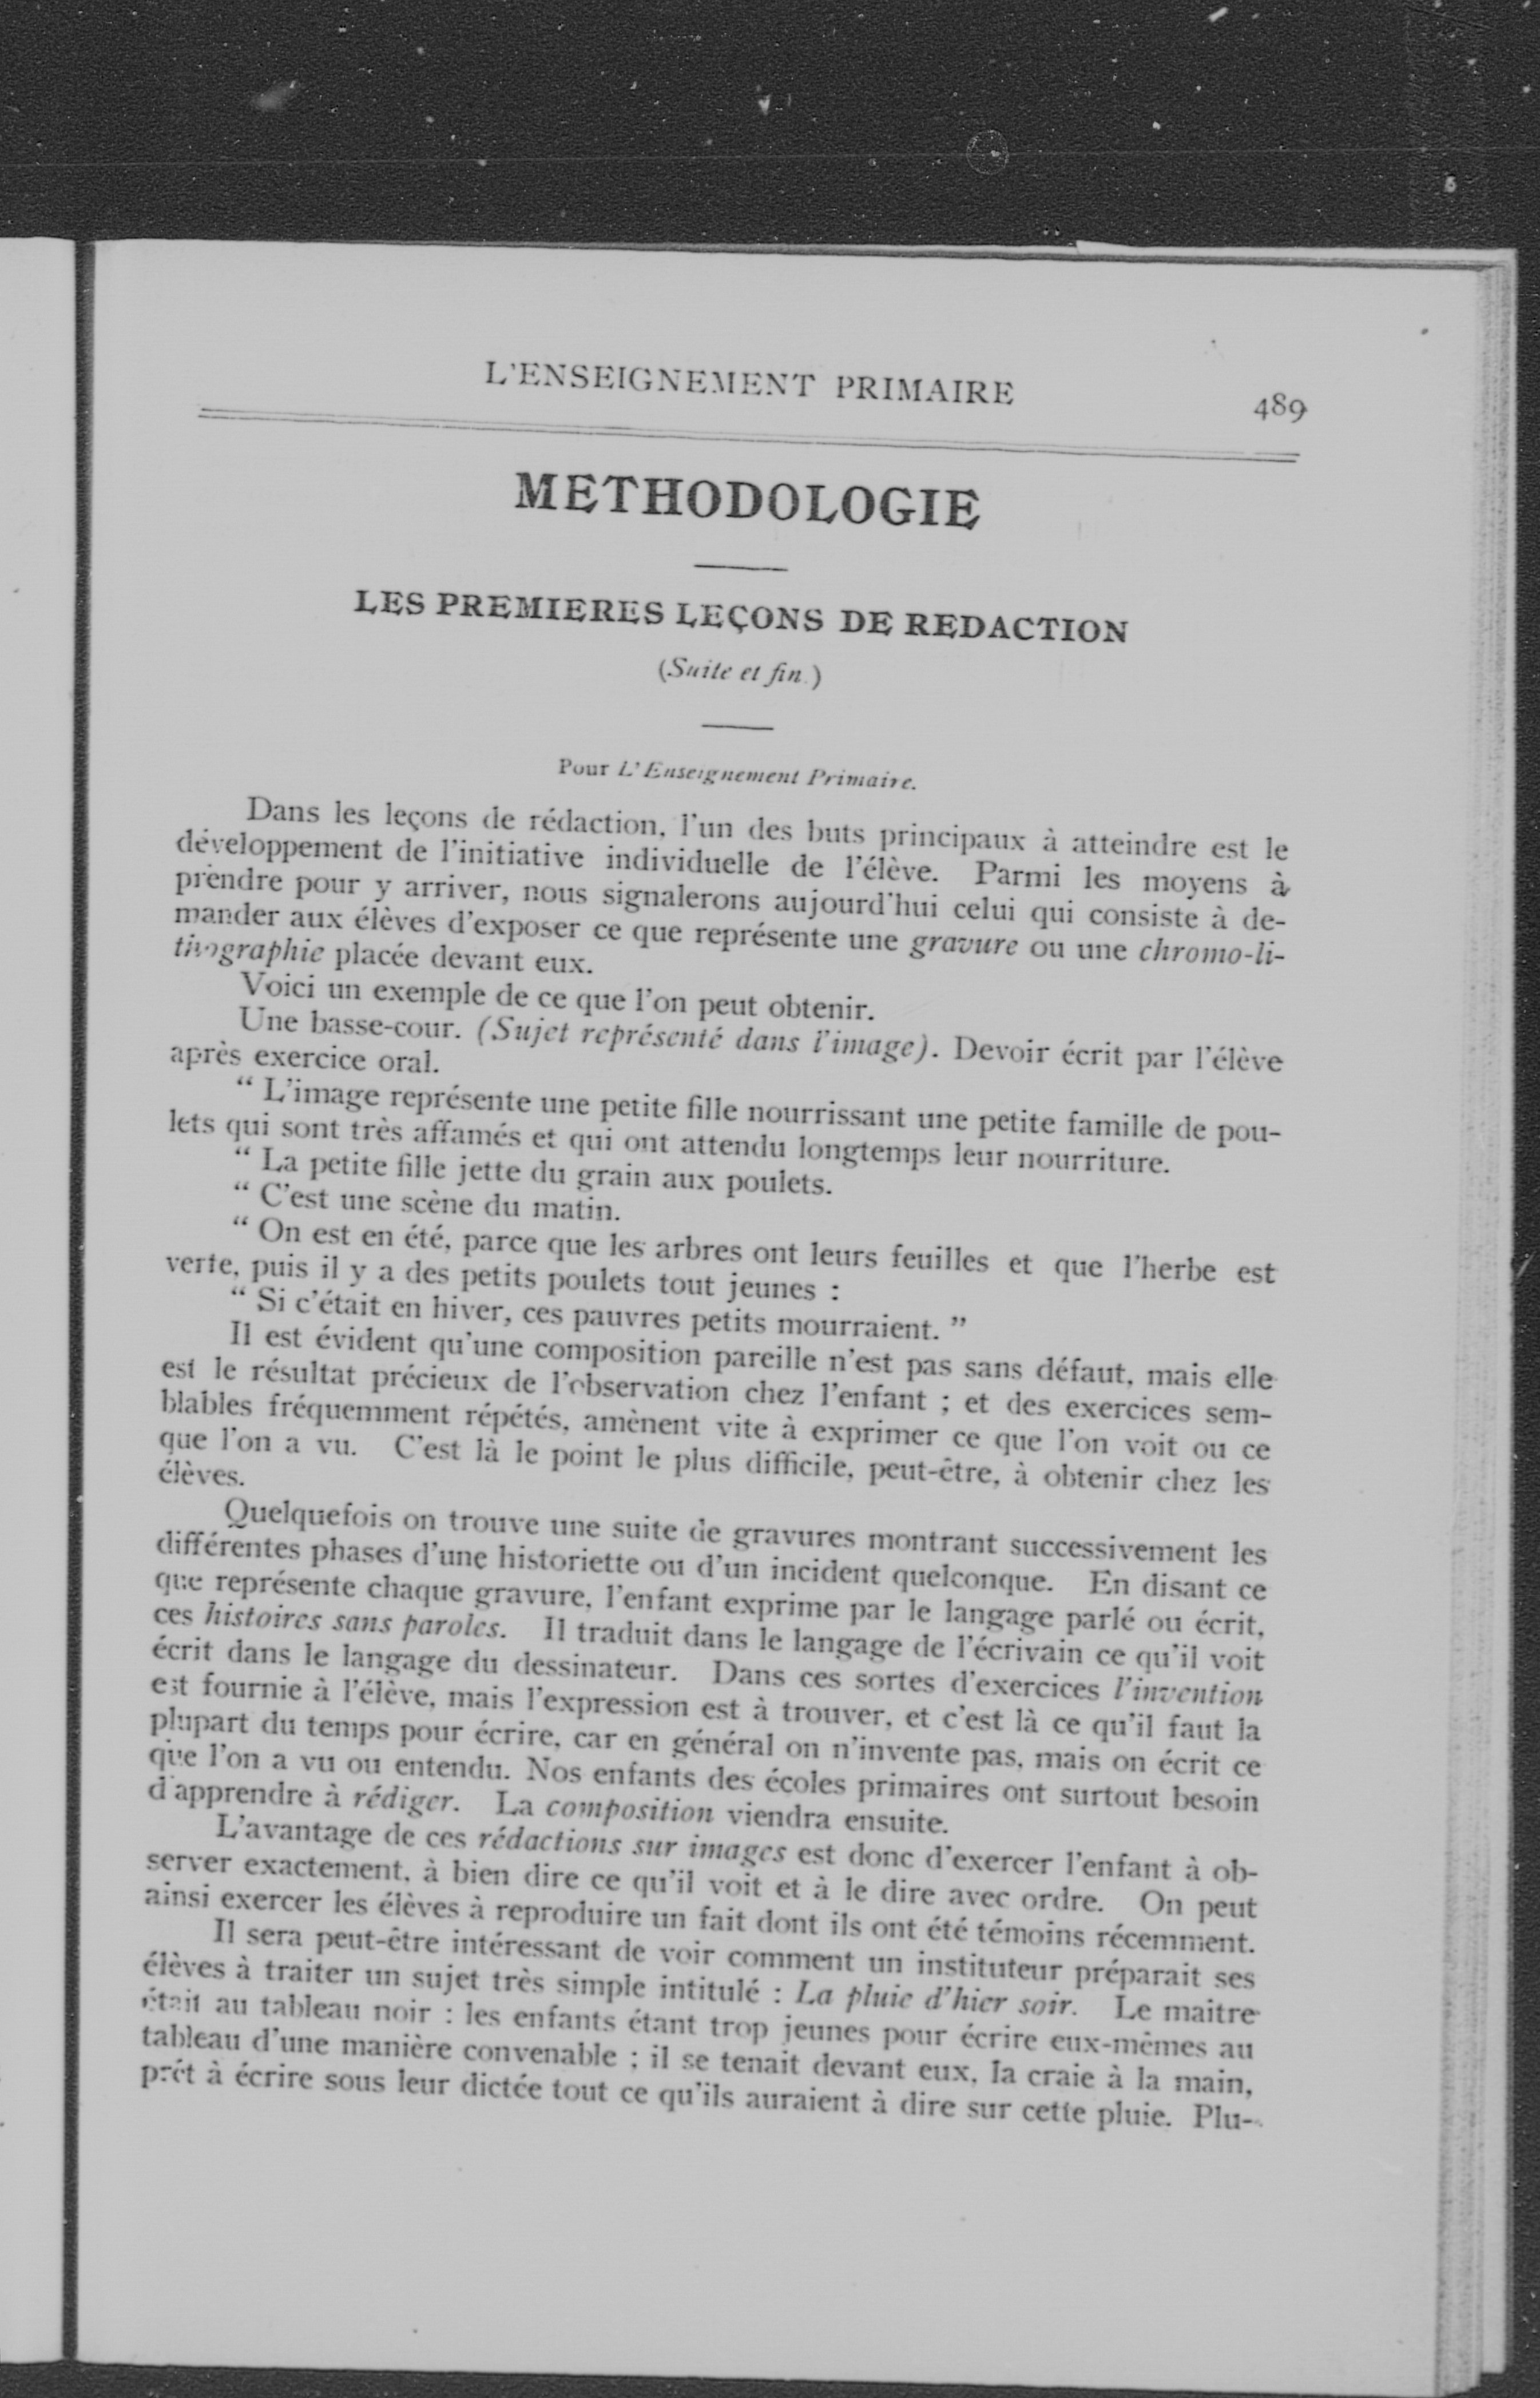 L'ENSEIGNEMENT PRIMAIRE 489
METHODOLOGIE
LES PREMIERES LEÇONS DE REDACTION
(Suite et fin.)
Pour L'Enseignement Primaire.
Dans les leçons de rédaction, l'un des buts principaux à atteindre est le
développement de l'initiative individuelle de l'élève. Parmi les moyens à
prendre pour y arriver, nous signalerons aujourd'hui celui qui consiste à de-
mander aux élèves d'exposer ce que représente une gravure ou une chromo-li-
thographie placée devant eux.
Voici un exemple de ce que l'on peut obtenir.
Une basse-cour. (Sujet représenté dans l'image). Devoir écrit par l'élève
après exercice oral.
“ L'image représente une petite fille nourrissant une petite famille de pou-
lets qui sont très affamés et qui ont attendu longtemps leur nourriture.
“ La petite fille jette du grain aux poulets.
“ C'est une scène du matin.
“ On est en été, parce que les arbres ont leurs feuilles et que l'herbe est
verte, puis il y a des petits poulets tout jeunes :
“ Si c'était en hiver, ces pauvres petits mourraient. ”
Il est évident qu'une composition pareille n'est pas sans défaut, mais elle
est le résultat précieux de l'observation chez l'enfant ; et des exercices sem-
blables fréquemment répétés, amènent vite à exprimer ce que l'on voit ou ce
que l'on a vu. C'est là le point le plus difficile, peut-être, à obtenir chez les
élèves.
Quelquefois on trouve une suite de gravures montrant successivement les
différentes phases d'une historiette ou d'un incident quelconque. En disant ce
que représente chaque gravure, l'enfant exprime par le langage parlé ou écrit,
ces histoires sans paroles. Il traduit dans le langage de l'écrivain ce qu'il voit
écrit dans le langage du dessinateur. Dans ces sortes d'exercices l'invention
est fournie à l'élève, mais l'expression est à trouver, et c'est là ce qu'il faut la
plupart du temps pour écrire, car en général on n'invente pas, mais on écrit ce
que l'on a vu ou entendu. Nos enfants des écoles primaires ont surtout besoin
d'apprendre à rédiger. La composition viendra ensuite.
L'avantage de ces rédactions sur images est donc d'exercer l'enfant à ob-
server exactement, à bien dire ce qu'il voit et à le dire avec ordre. On peut
ainsi exercer les élèves à reproduire un fait dont ils ont été témoins récemment.
Il sera peut-être intéressant de voir comment un instituteur préparait ses
élèves à traiter un sujet très simple intitulé : La pluie d'hier soir. Le maitre
était au tableau noir : les enfants étant trop jeunes pour écrire eux-mêmes au
tableau d'une manière convenable ; il se tenait devant eux, la craie à la main,
prêt à écrire sous leur dictée tout ce qu'ils auraient à dire sur cette pluie. Plu-